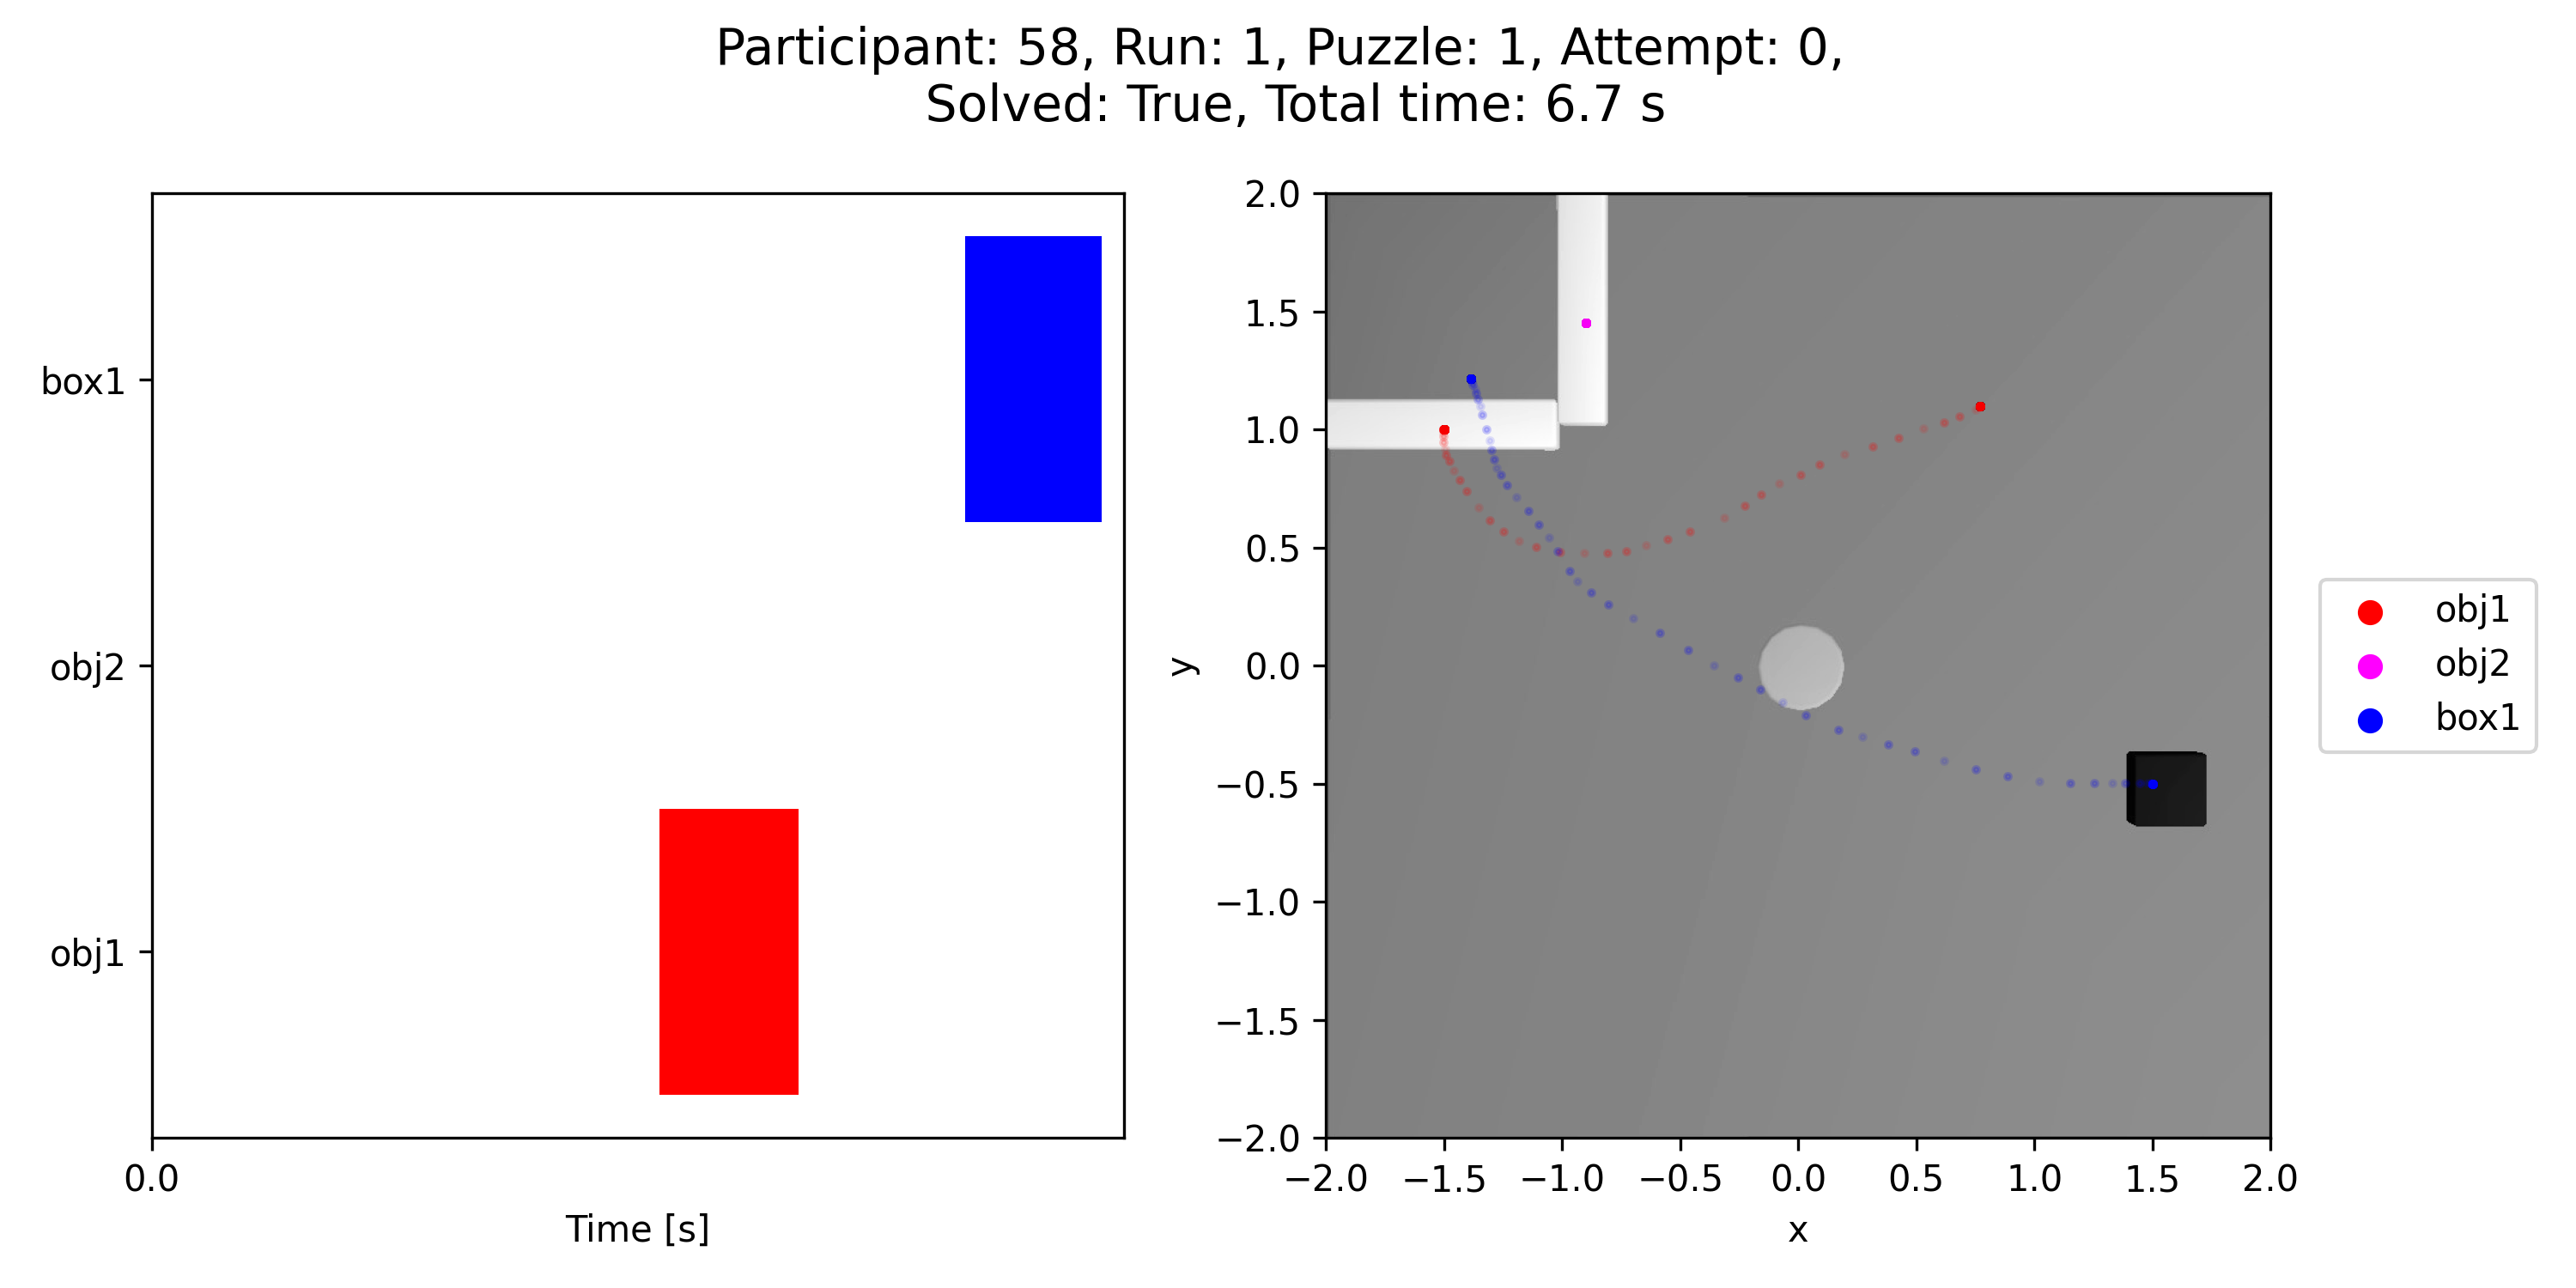 Participant: 58, Run: 1, Puzzle: 1, Attempt: 0,
Solved: True, Total time: 6.7 s
box1
obj2
obj1
0.0
Time [s]
2.0
1.5
1.0
0.5
0.0
−0.5
−1.0
−1.5
−2.0
y
−2.0 −1.5 −1.0 −0.5 0.0 0.5 1.0 1.5 2.0
x
obj1
obj2
box1